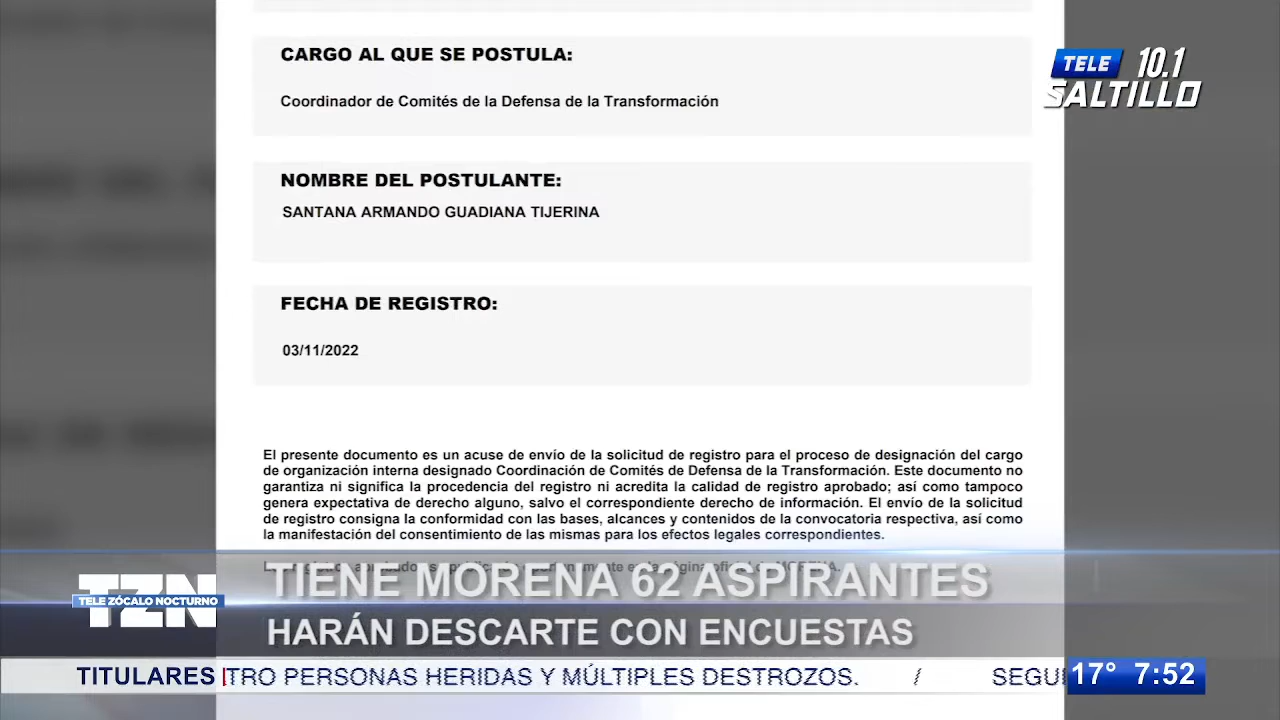 CARGO AL QUE SE POSTULA:
Coordinador de Comités de la Defensa de la Transformación
TELE 10.1
SALTILLO
NOMBRE DEL POSTULANTE:
SANTANA ARMANDO GUADIANA TIJERINA
FECHA DE REGISTRO:
03/11/2022
El presente documento es un acuse de envío de la solicitud de registro para el proceso de designación del cargo
de organización interna designado Coordinación de Comités de Defensa de la Transformación. Este documento no
garantiza ni significa la procedencia del registro ni acredita la calidad de registro aprobado; así como tampoco
genera expectativa de derecho alguno, salvo el correspondiente derecho de información. El envío de la solicitud
de registro consigna la conformidad con las bases, alcances y contenidos de la convocatoria respectiva, así como
la manifestación del consentimiento de las mismas para los efectos legales correspondientes.
TIENE MORENA 62 ASPIRANTES
TZN
TELE ZÓCALO NOCTURNO
HARÁN DESCARTE CON ENCUESTAS
TITULARES TRO PERSONAS HERIDAS Y MÚLTIPLES DESTROZOS. / SEGUI 17° 7:52